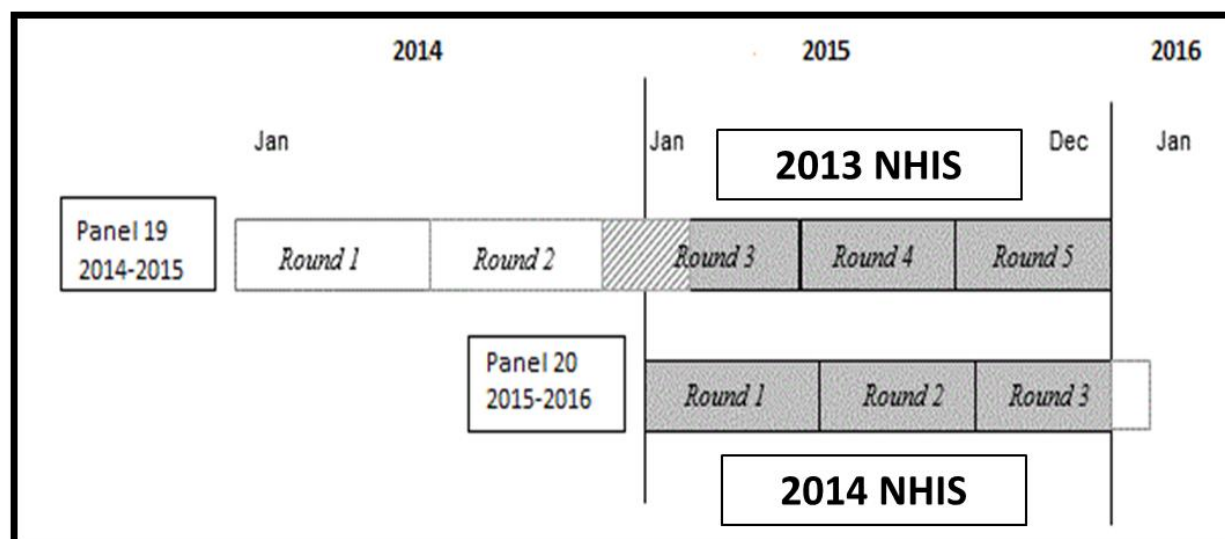 2014 2015 2016
Jan Jan Dec Jan
2013 NHIS
Panel 19
2014-2015
Round 1 Round 2 Round 3 Round 4 Round 5
Panel 20
2015-2016
Round 1 Round 2 Round 3
2014 NHIS